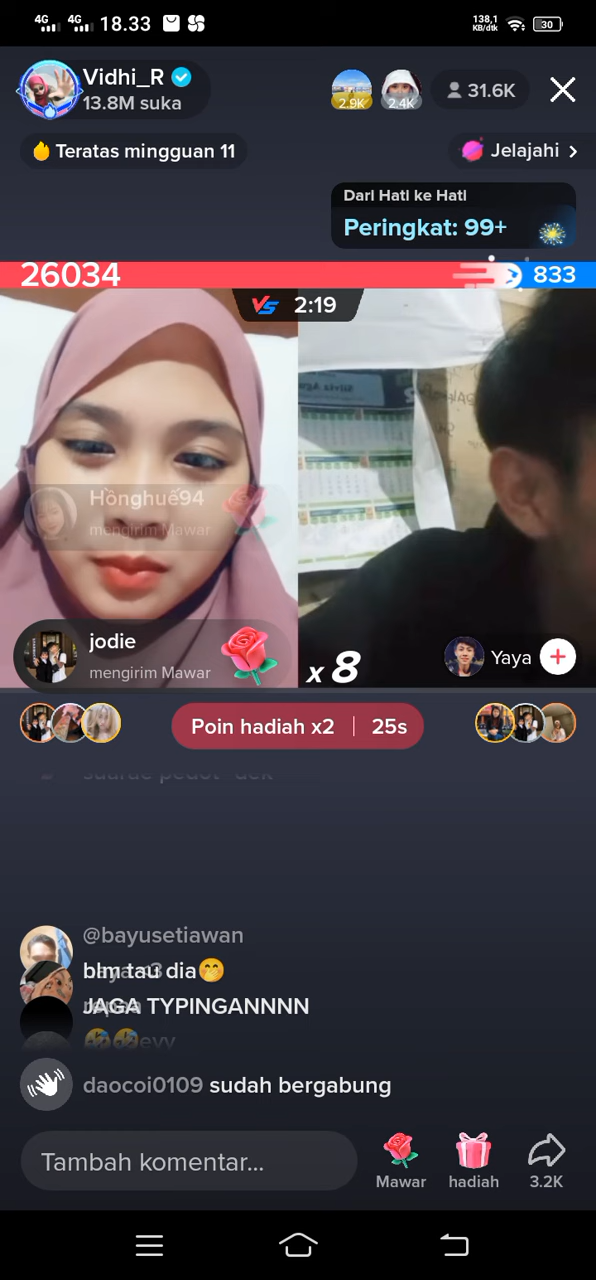 4G 4G 18.33
138,1 KB/dtk 30
Vidhi_R
13.8M suka
2.9K 2.4K 31.6K
Teratas mingguan 11
Jelajahi
Dari Hati ke Hati
Peringkat: 99+
26034
833
VS 2:19
Hồnghuế94
mengirim Mawar
jodie
mengirim Mawar
x 8
Yaya
Poin hadiah x2 | 25s
@bayusetiawan
blm tau dia🤭
JAGA TYPINGANNNN
daocoi0109 sudah bergabung
Tambah komentar...
Mawar
hadiah
3.2K